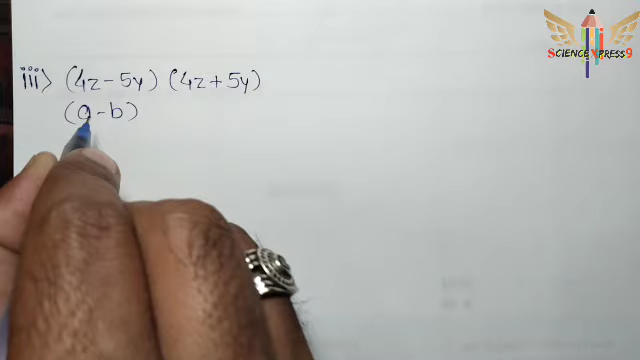 SCIENCE XPRESS9
iii> (4z - 5y) (4z + 5y)
(a - b)